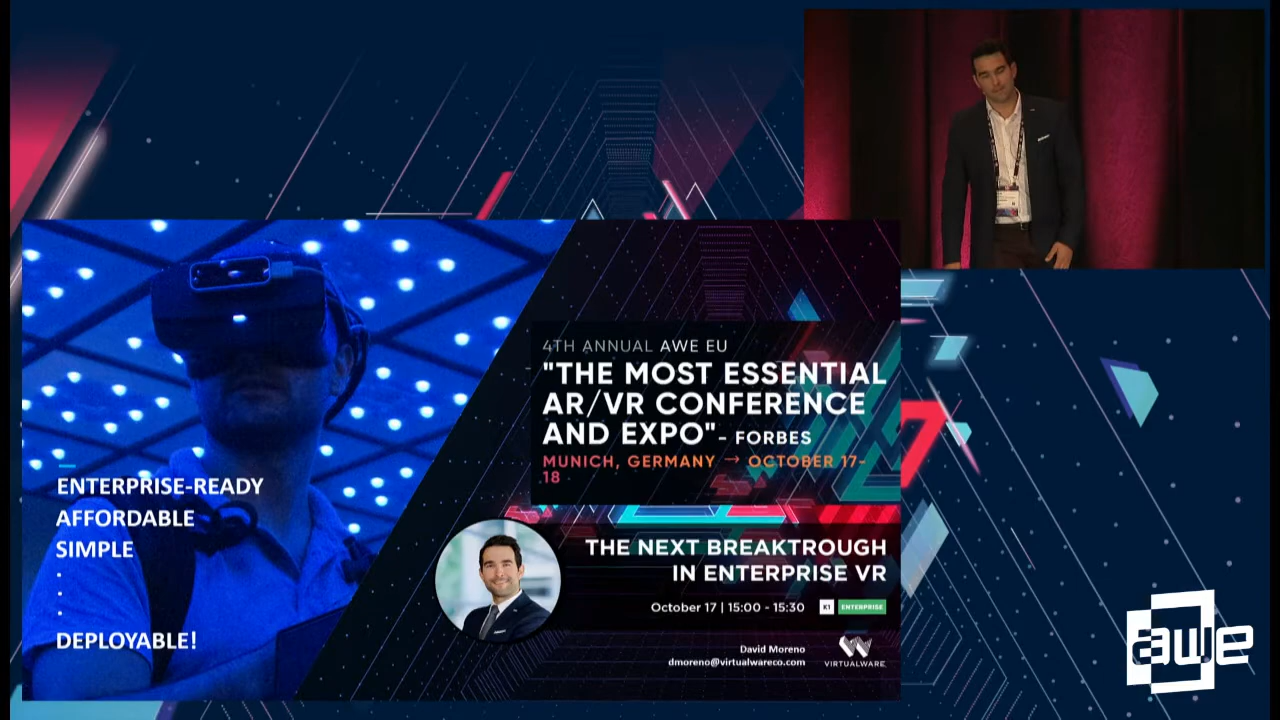 4TH ANNUAL AWE EU
"THE MOST ESSENTIAL
AR/VR CONFERENCE
AND EXPO"- FORBES
MUNICH, GERMANY → OCTOBER 17-
18
ENTERPRISE-READY
AFFORDABLE
SIMPLE
.
.
.
DEPLOYABLE!
THE NEXT BREAKTROUGH
IN ENTERPRISE VR
October 17 | 15:00 - 15:30 K1 ENTERPRISE
David Moreno
dmoreno@virtualwareco.com
VIRTUALWARE
awe